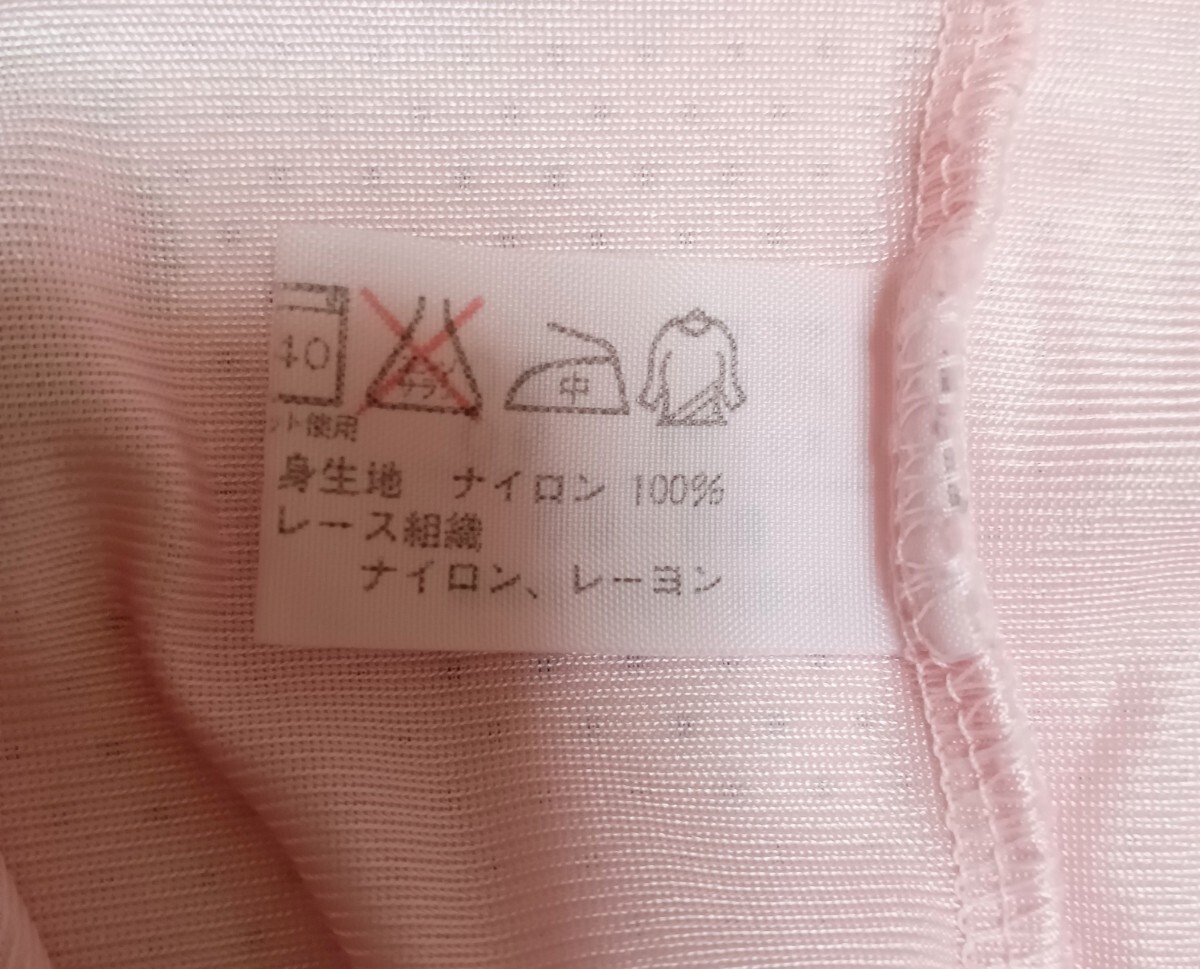 40 中
ト使用
身生地 ナイロン 100%
レース組織
ナイロン、レーヨン